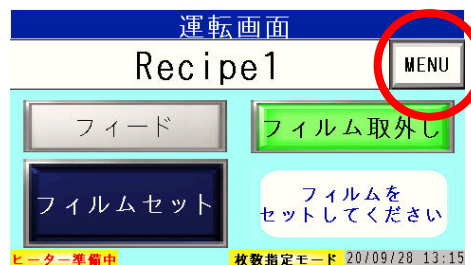 運転画面
Recipe1
MENU
フィード
フィルム取外し
フィルムセット
フィルムを
セットしてください
ヒーター準備中
枚数指定モード 20/09/28 13:15